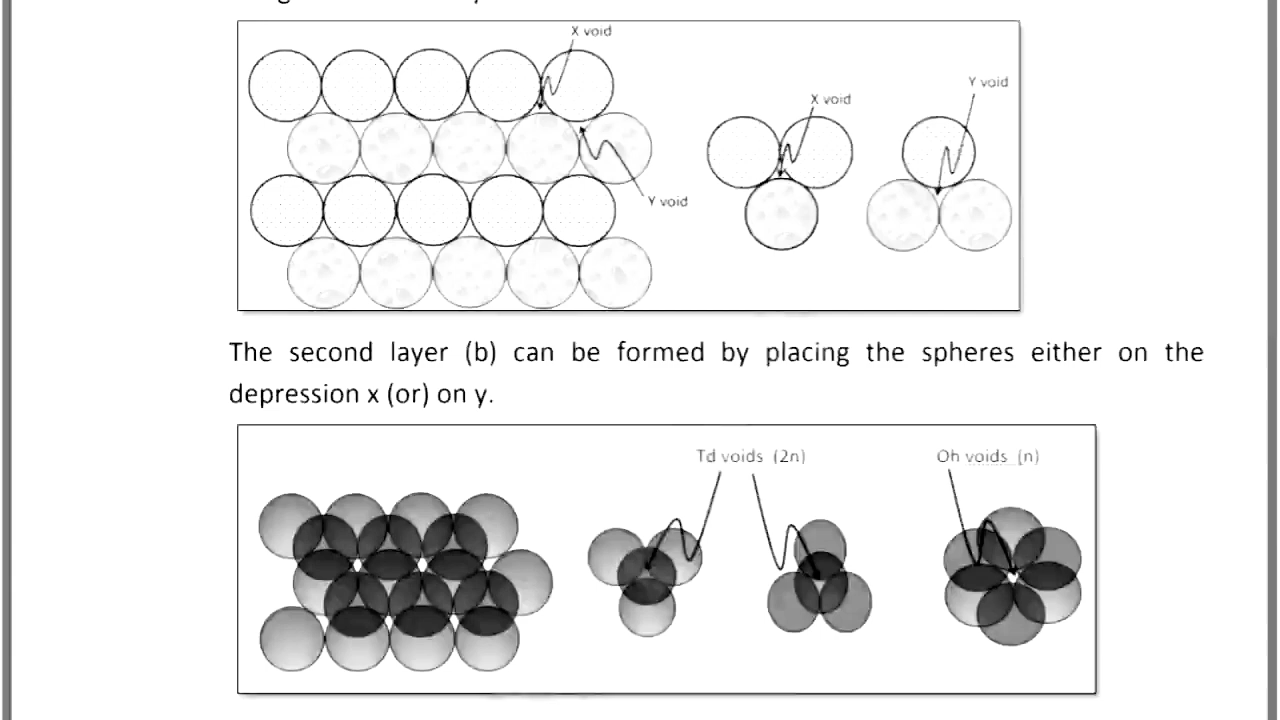 X void
Y void
X void
Y void
The second layer (b) can be formed by placing the spheres either on the
depression x (or) on y.
Td voids (2n)
Oh voids (n)